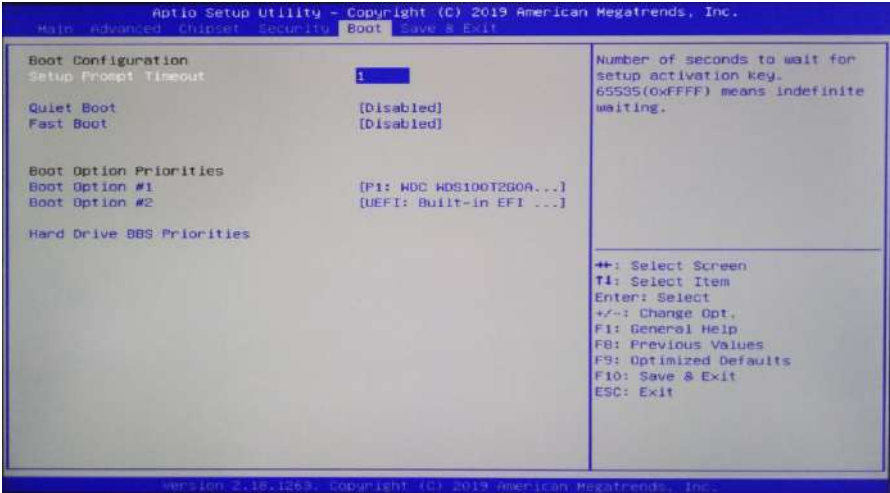 Aptio Setup Utility - Copyright (C) 2019 American Megatrends, Inc.
Main Advanced Chipset Security Boot Save & Exit
Boot Configuration
Setup Prompt Timeout 1
Quiet Boot [Disabled]
Fast Boot [Disabled]
Boot Option Priorities
Boot Option #1 [P1: WDC WDS100T2G0A...]
Boot Option #2 [UEFI: Built-in EFI ...]
Hard Drive BBS Priorities
Number of seconds to wait for
setup activation key.
65535(0xFFFF) means indefinite
waiting.
→←: Select Screen
↑↓: Select Item
Enter: Select
+/-: Change Opt.
F1: General Help
F8: Previous Values
F9: Optimized Defaults
F10: Save & Exit
ESC: Exit
Version 2.18.1263. Copyright (C) 2019 American Megatrends, Inc.